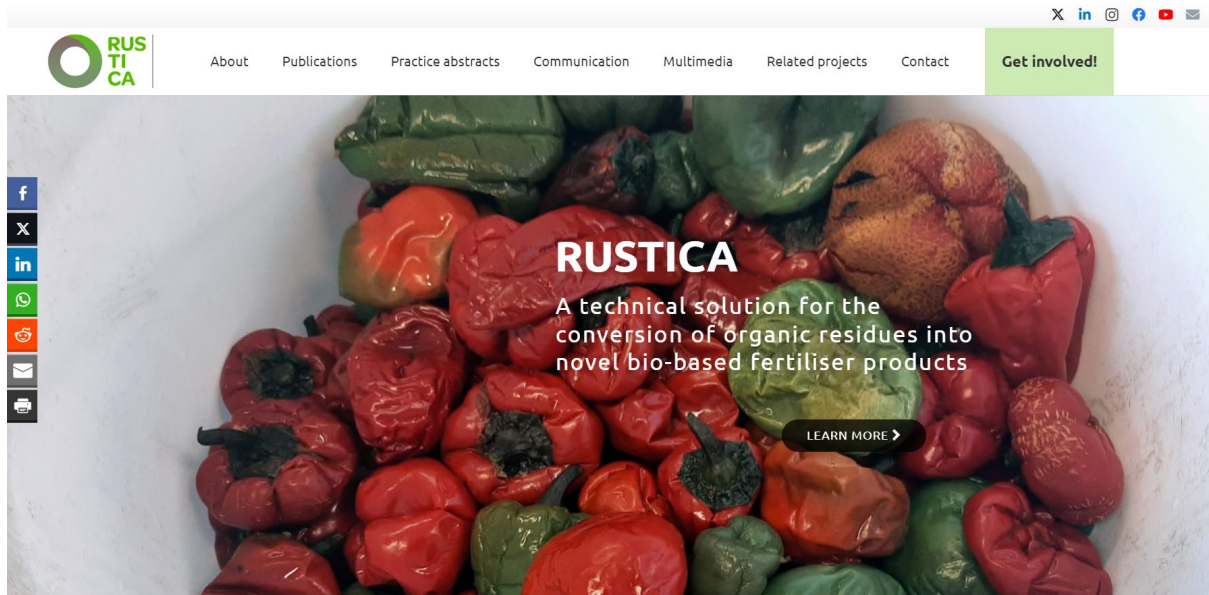 RUS
TI
CA
About
Publications
Practice abstracts
Communication
Multimedia
Related projects
Contact
Get involved!
RUSTICA
A technical solution for the
conversion of organic residues into
novel bio-based fertiliser products
LEARN MORE